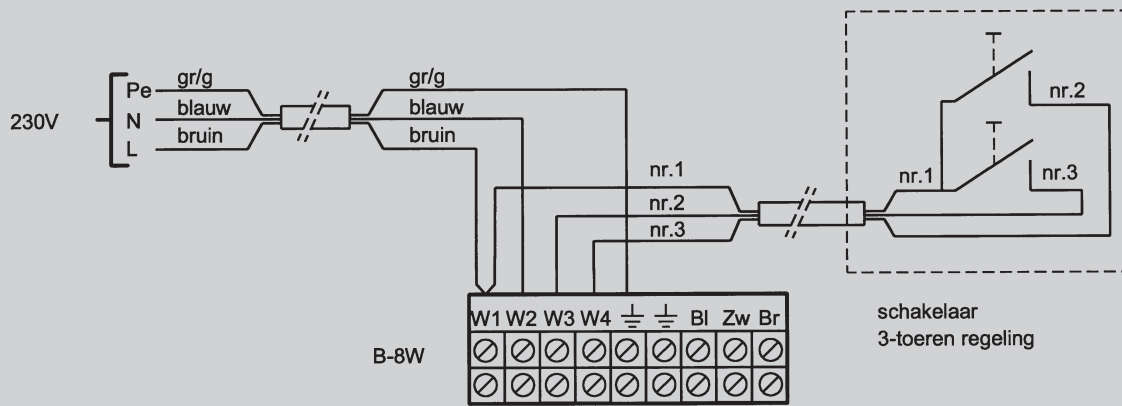 230V
Pe
N
L
gr/g
blauw
bruin
gr/g
blauw
bruin
nr.1
nr.2
nr.3
nr.1
nr.2
nr.3
W1 W2 W3 W4 Bl Zw Br
B-8W
schakelaar
3-toeren regeling